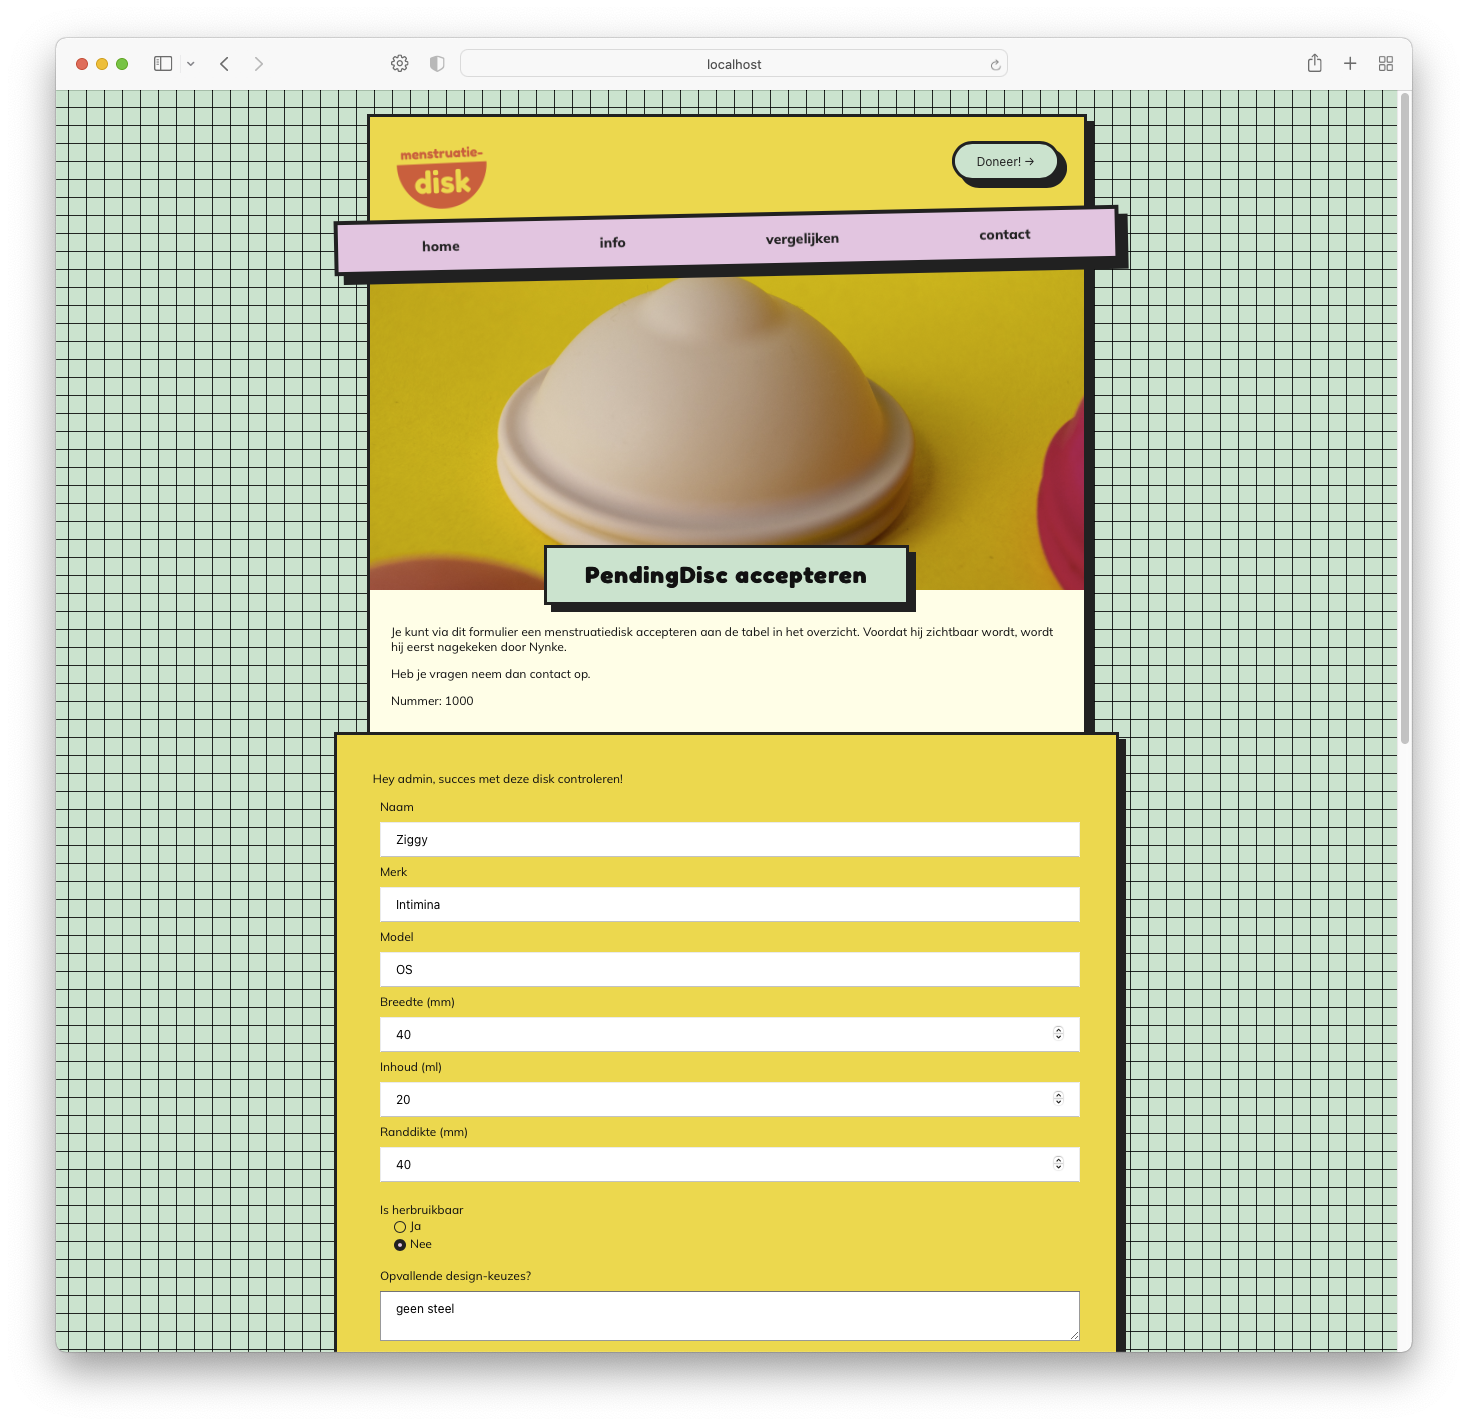 localhost
menstruatie-
disk
Doneer! →
home info vergelijken contact
PendingDisc accepteren
Je kunt via dit formulier een menstruatiedisk accepteren aan de tabel in het overzicht. Voordat hij zichtbaar wordt, wordt
hij eerst nagekeken door Nynke.
Heb je vragen neem dan contact op.
Nummer: 1000
Hey admin, succes met deze disk controleren!
Naam
Ziggy
Merk
Intimina
Model
OS
Breedte (mm)
40
Inhoud (ml)
20
Randdikte (mm)
40
Is herbruikbaar
Ja
Nee
Opvallende design-keuzes?
geen steel